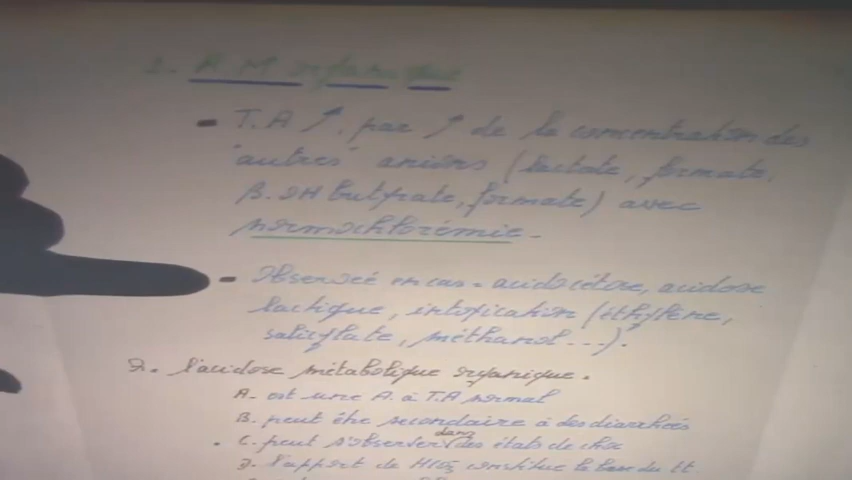 1. A.M organique
- T.A ↑. par ↑ de la concentration des
"autres" anions (lactate, formate,
β.OH butyrate, formate) avec
normochlorémie.
- Observée en cas = acidocétose, acidose
lactique, intoxication (éthylène,
salicylate, méthanol...).
2. l'acidose métabolique organique.
A. est une A. à T.A normal
B. peut être secondaire à des diarrhées
. C. peut s'observer dans des états de choc
D. l'apport de HCO3 constitue la base du tt